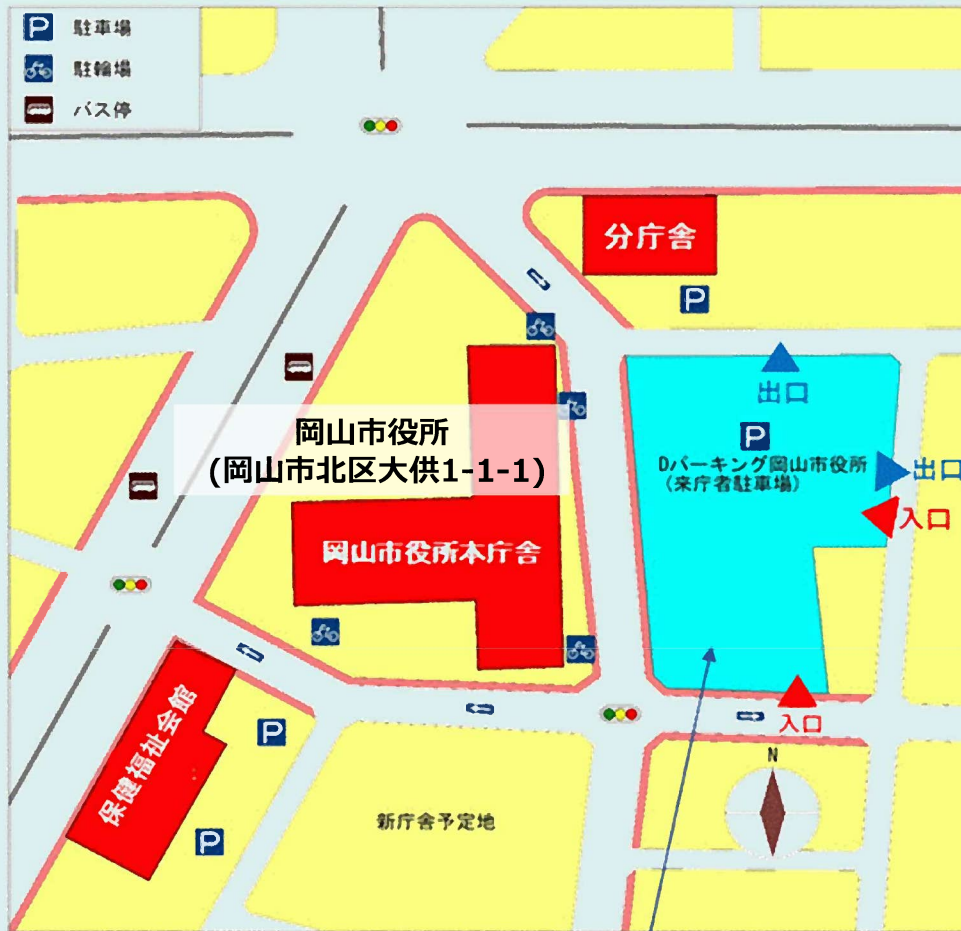 P 駐車場
駐輪場
バス停
分庁舎
P
出口
岡山市役所
(岡山市北区大供1-1-1)
P
Dパーキング岡山市役所
(来庁者駐車場)
出口
入口
岡山市役所本庁舎
保健福祉会館
P
入口
N
新庁舎予定地
P